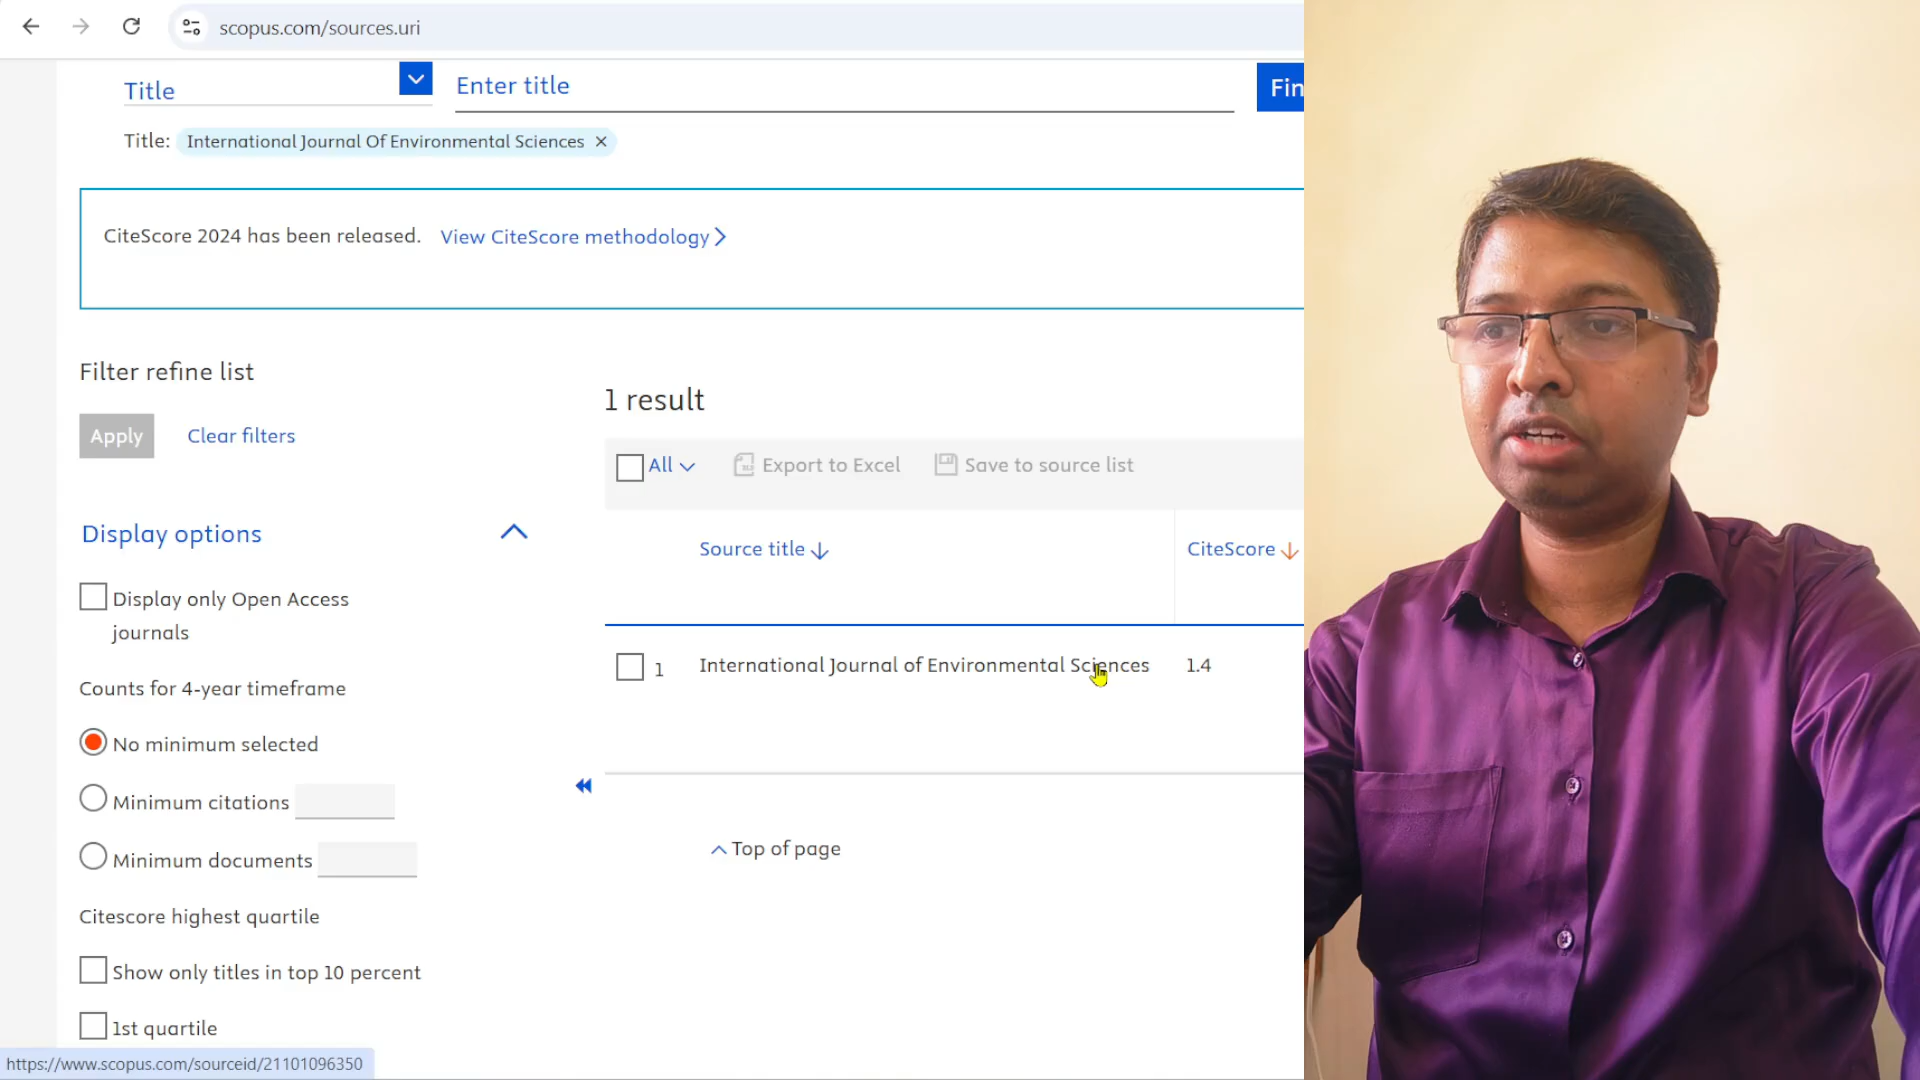 scopus.com/sources.uri
Title
Enter title
Fin
Title: International Journal Of Environmental Sciences ×
CiteScore 2024 has been released. View CiteScore methodology
Filter refine list
Apply
Clear filters
1 result
All
Export to Excel
Save to source list
Display options
Source title
CiteScore
Display only Open Access
journals
1 International Journal of Environmental Sciences 1.4
Counts for 4-year timeframe
No minimum selected
Minimum citations
Minimum documents
Top of page
Citescore highest quartile
Show only titles in top 10 percent
1st quartile
https://www.scopus.com/sourceid/21101096350